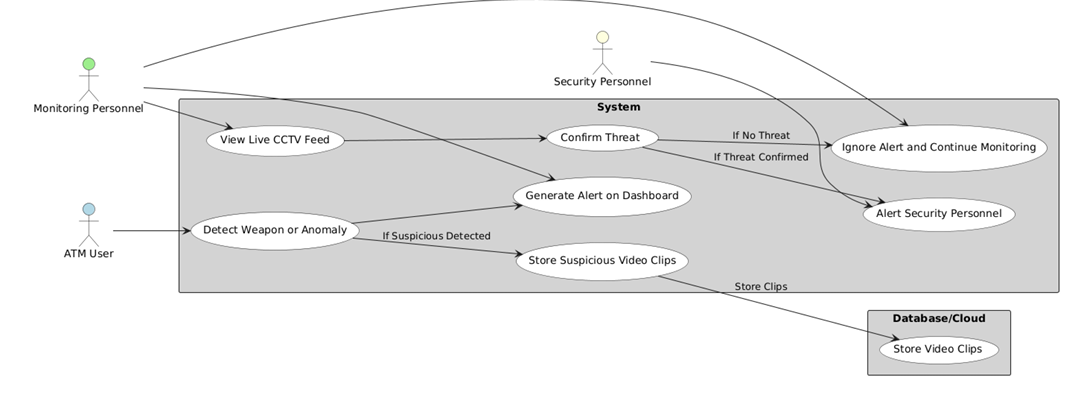 Security Personnel
Monitoring Personnel
System
View Live CCTV Feed
Confirm Threat
If No Threat
Ignore Alert and Continue Monitoring
If Threat Confirmed
Generate Alert on Dashboard
Alert Security Personnel
ATM User
Detect Weapon or Anomaly
If Suspicious Detected
Store Suspicious Video Clips
Store Clips
Database/Cloud
Store Video Clips